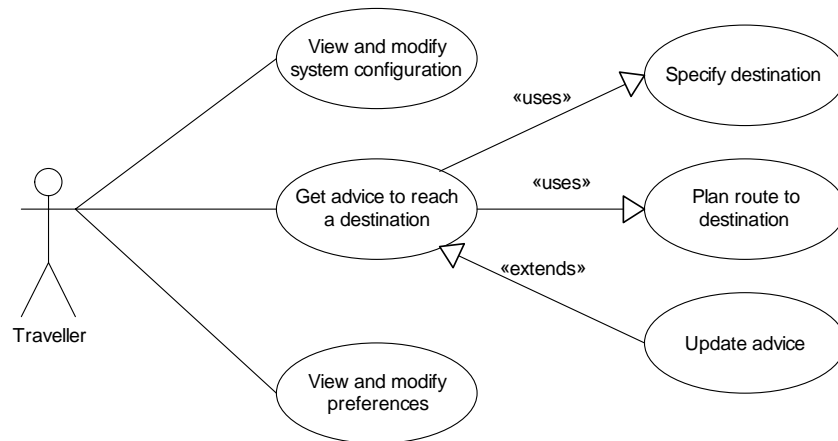 View and modify
system configuration
Specify destination
«uses»
Get advice to reach
a destination
«uses»
Plan route to
destination
«extends»
Traveller
Update advice
View and modify
preferences